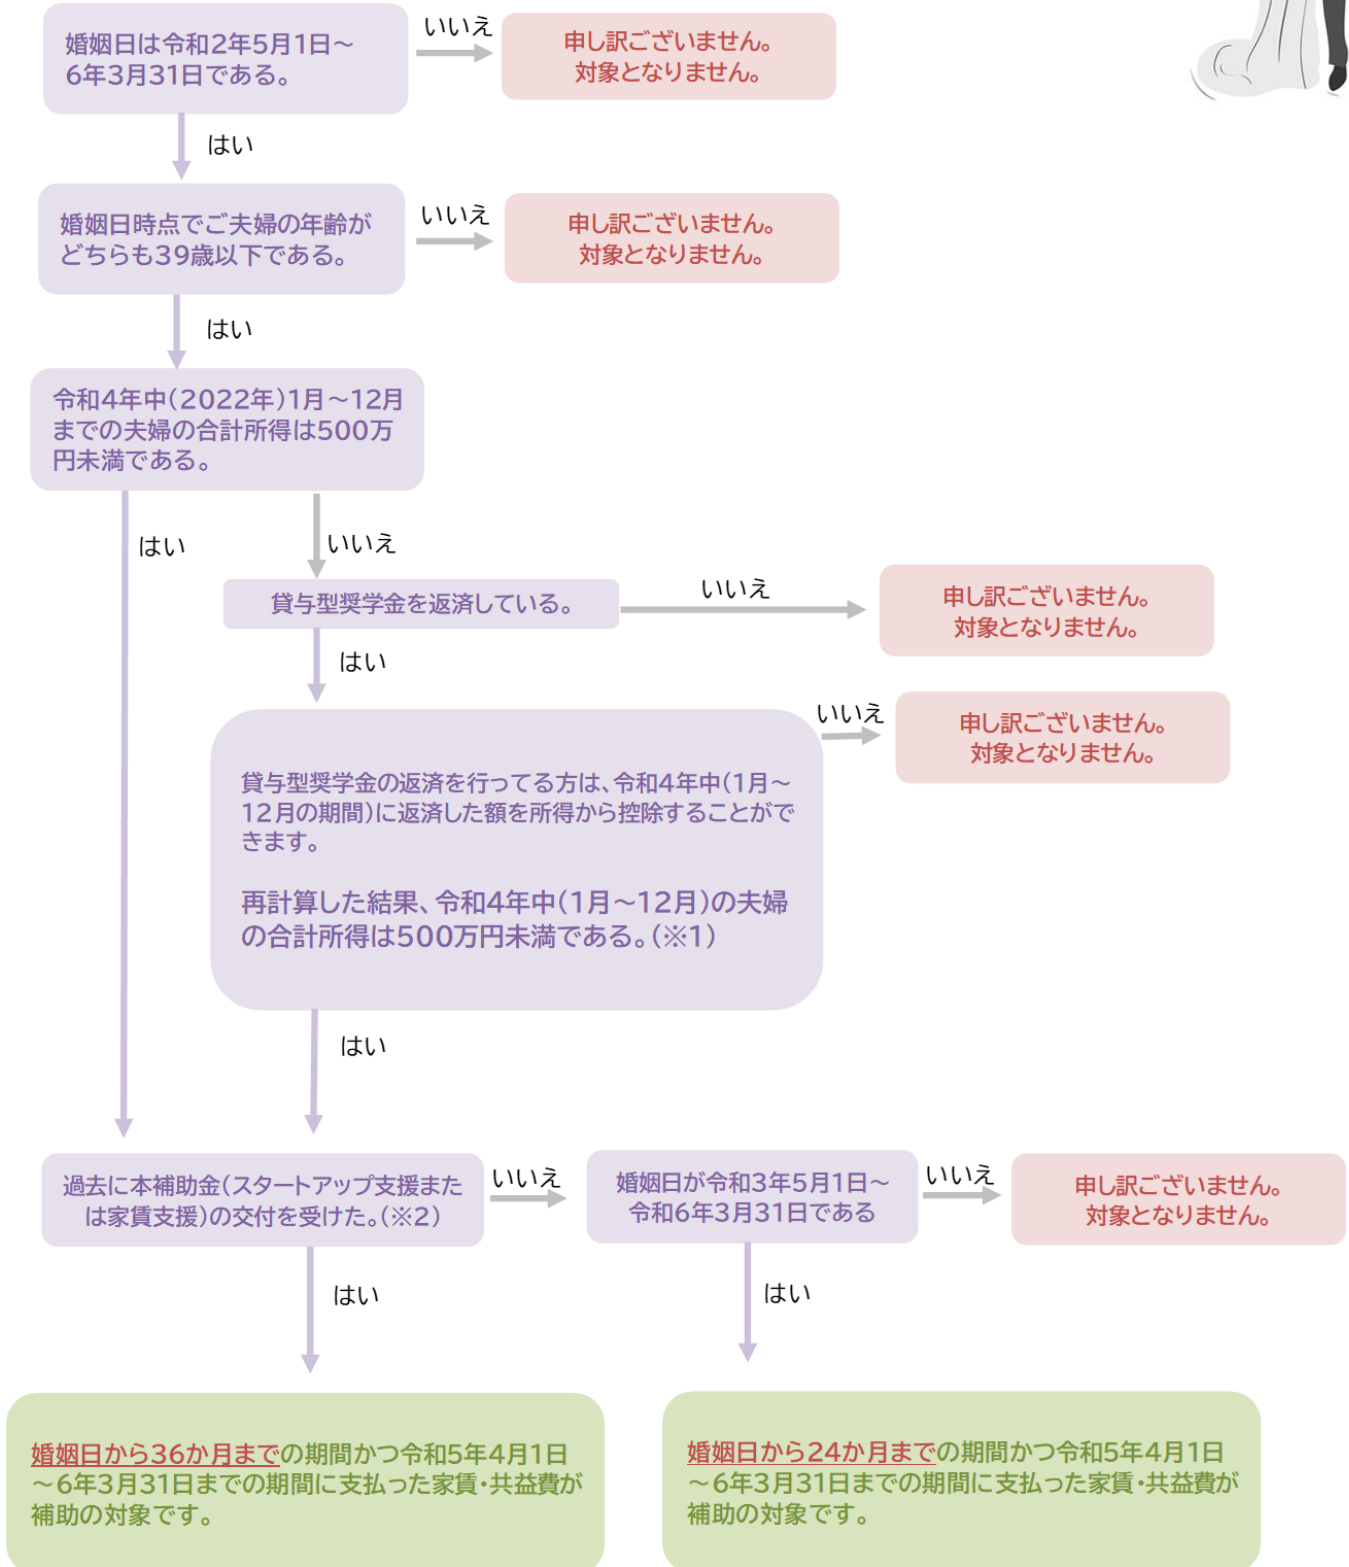 婚姻日は令和2年5月1日～
6年3月31日である。
いいえ
申し訳ございません。
対象となりません。
はい
婚姻日時点でご夫婦の年齢が
どちらも39歳以下である。
いいえ
申し訳ございません。
対象となりません。
はい
令和4年中（2022年）1月～12月
までの夫婦の合計所得は500万
円未満である。
はい
いいえ
貸与型奨学金を返済している。
いいえ
申し訳ございません。
対象となりません。
はい
貸与型奨学金の返済を行ってる方は、令和4年中（1月～
12月の期間）に返済した額を所得から控除することがで
きます。
再計算した結果、令和4年中（1月～12月）の夫婦
の合計所得は500万円未満である。（※1）
いいえ
申し訳ございません。
対象となりません。
はい
過去に本補助金（スタートアップ支援また
は家賃支援）の交付を受けた。（※2）
いいえ
婚姻日が令和3年5月1日～
令和6年3月31日である
いいえ
申し訳ございません。
対象となりません。
はい
はい
婚姻日から36か月までの期間かつ令和5年4月1日
～6年3月31日までの期間に支払った家賃・共益費が
補助の対象です。
婚姻日から24か月までの期間かつ令和5年4月1日
～6年3月31日までの期間に支払った家賃・共益費が
補助の対象です。